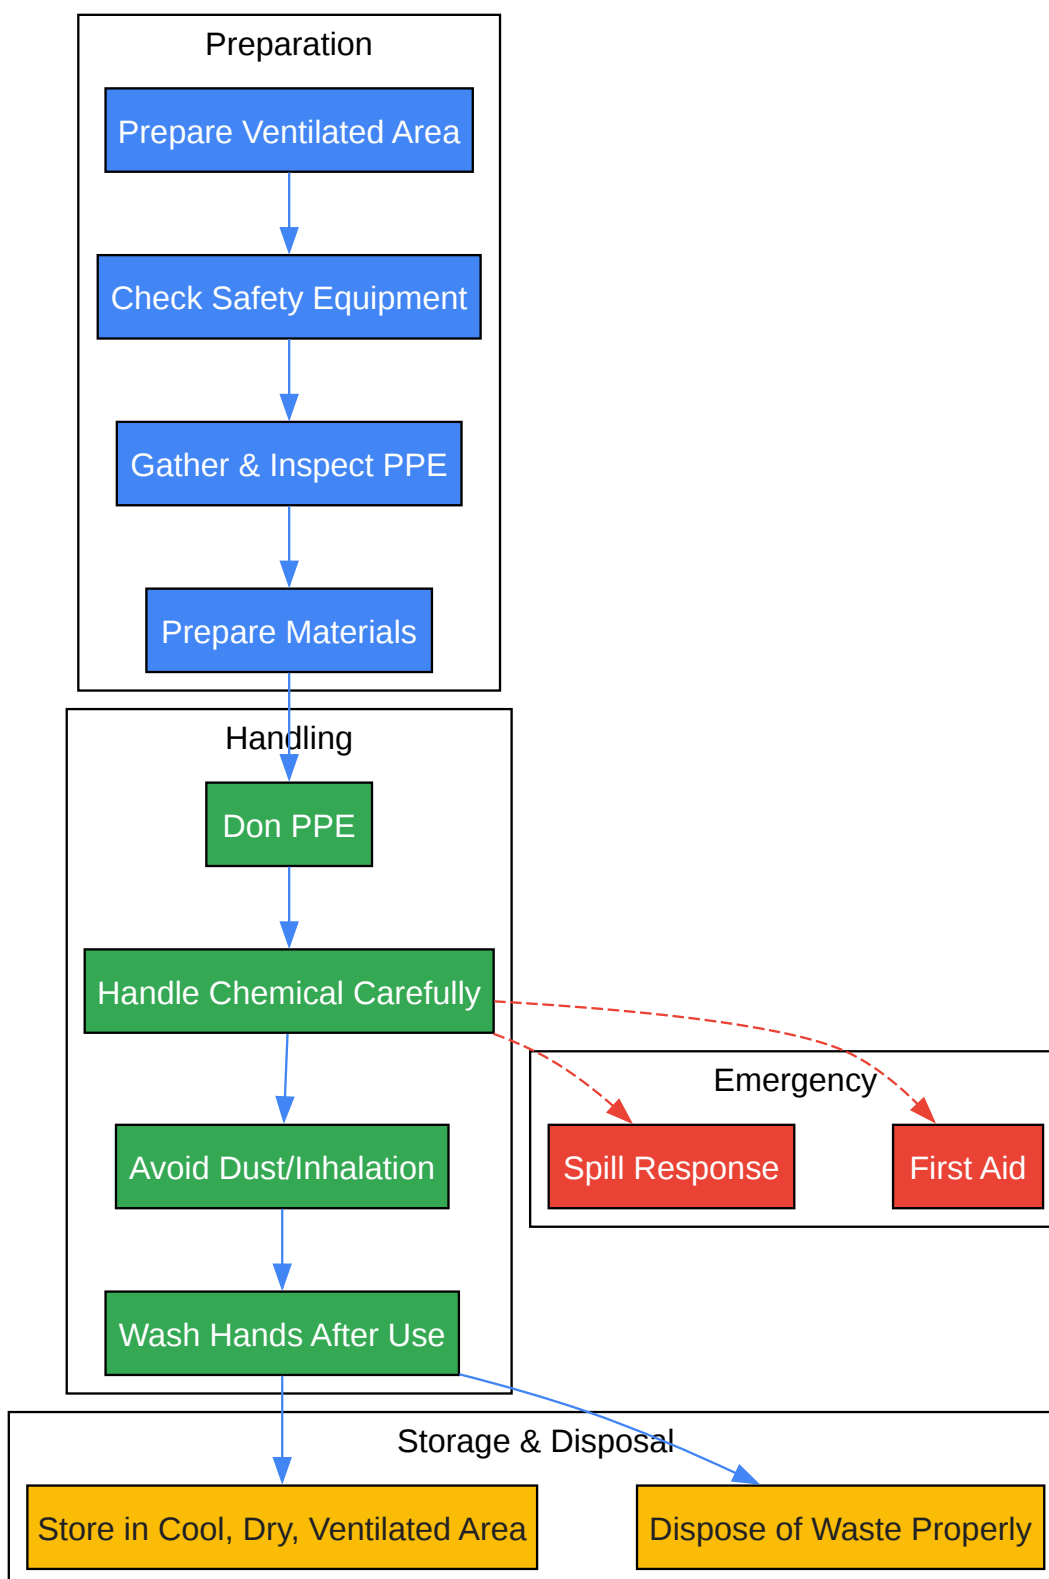 Preparation
Prepare Ventilated Area
Check Safety Equipment
Gather & Inspect PPE
Prepare Materials
Handling
Don PPE
Handle Chemical Carefully
Emergency
Avoid Dust/Inhalation
Spill Response
First Aid
Wash Hands After Use
Storage & Disposal
Store in Cool, Dry, Ventilated Area
Dispose of Waste Properly